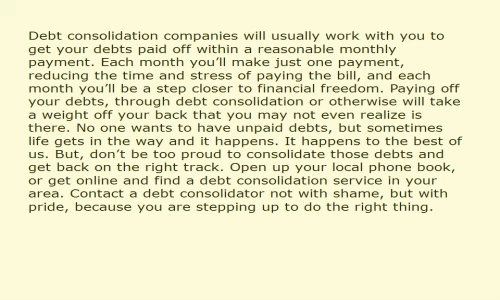 Debt consolidation companies will usually work with you to
get your debts paid off within a reasonable monthly
payment. Each month you’ll make just one payment,
reducing the time and stress of paying the bill, and each
month you’ll be a step closer to financial freedom. Paying off
your debts, through debt consolidation or otherwise will take
a weight off your back that you may not even realize is
there. No one wants to have unpaid debts, but sometimes
life gets in the way and it happens. It happens to the best of
us. But, don’t be too proud to consolidate those debts and
get back on the right track. Open up your local phone book,
or get online and find a debt consolidation service in your
area. Contact a debt consolidator not with shame, but with
pride, because you are stepping up to do the right thing.